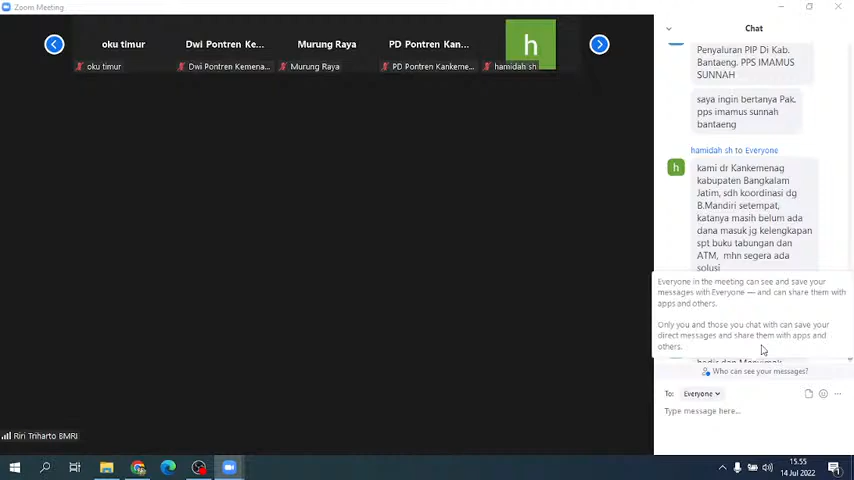 Zoom Meeting
oku timur
Dwi Pontren Ke...
Murung Raya
PD Pontren Kan...
h
oku timur
Dwi Pontren Kemena...
Murung Raya
PD Pontren Kankeme...
hamidah sh
Riri Triharto BMRI
Chat
Penyaluran PIP Di Kab.
Bantaeng. PPS IMAMUS
SUNNAH
saya ingin bertanya Pak.
pps imamus sunnah
bantaeng
hamidah sh to Everyone
h
kami dr Kankemenag
kabupaten Bangkalam
Jatim, sdh koordinasi dg
B.Mandiri setempat,
katanya masih belum ada
dana masuk jg kelengkapan
spt buku tabungan dan
ATM, mhn segera ada
solusi
Everyone in the meeting can see and save your
messages with Everyone — and can share them with
apps and others.
Only you and those you chat with can save your
direct messages and share them with apps and
others.
Who can see your messages?
To: Everyone
Type message here...
15.55
14 Jul 2022